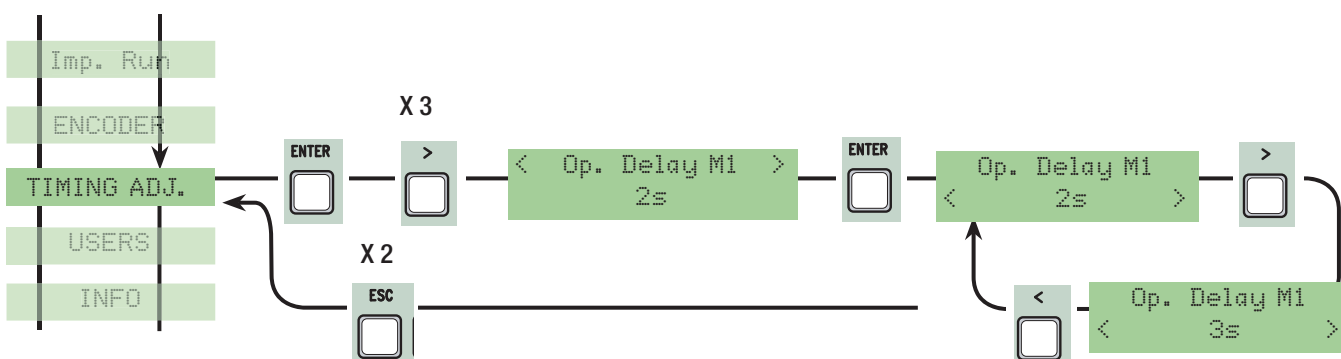 Imp. Run
ENCODER
TIMING ADJ.
USERS
INFO
ENTER
X 3
>
< Op. Delay M1 >
2s
ENTER
Op. Delay M1
< 2s >
>
X 2
ESC
<
Op. Delay M1
< 3s >